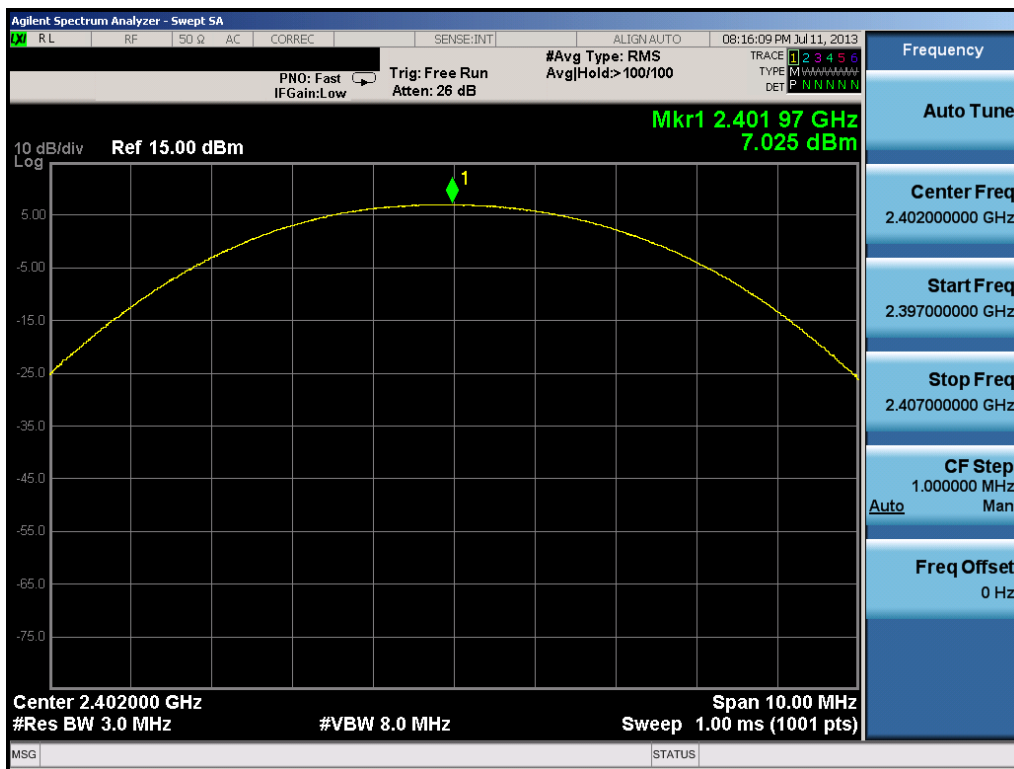 Agilent Spectrum Analyzer - Swept SA
LXI RL RF 50 Ω AC CORREC SENSE:INT ALIGN AUTO 08:16:09 PM Jul 11, 2013
PNO: Fast
IFGain:Low
Trig: Free Run
Atten: 26 dB
#Avg Type: RMS
Avg|Hold:>100/100
TRACE 1 2 3 4 5 6
TYPE M
DET P N N N N N
Mkr1 2.401 97 GHz
7.025 dBm
10 dB/div Ref 15.00 dBm
Log
1
5.00
-5.00
-15.0
-25.0
-35.0
-45.0
-55.0
-65.0
-75.0
Center 2.402000 GHz Span 10.00 MHz
#Res BW 3.0 MHz #VBW 8.0 MHz Sweep 1.00 ms (1001 pts)
MSG STATUS
Frequency
Auto Tune
Center Freq
2.402000000 GHz
Start Freq
2.397000000 GHz
Stop Freq
2.407000000 GHz
CF Step
1.000000 MHz
Auto Man
Freq Offset
0 Hz